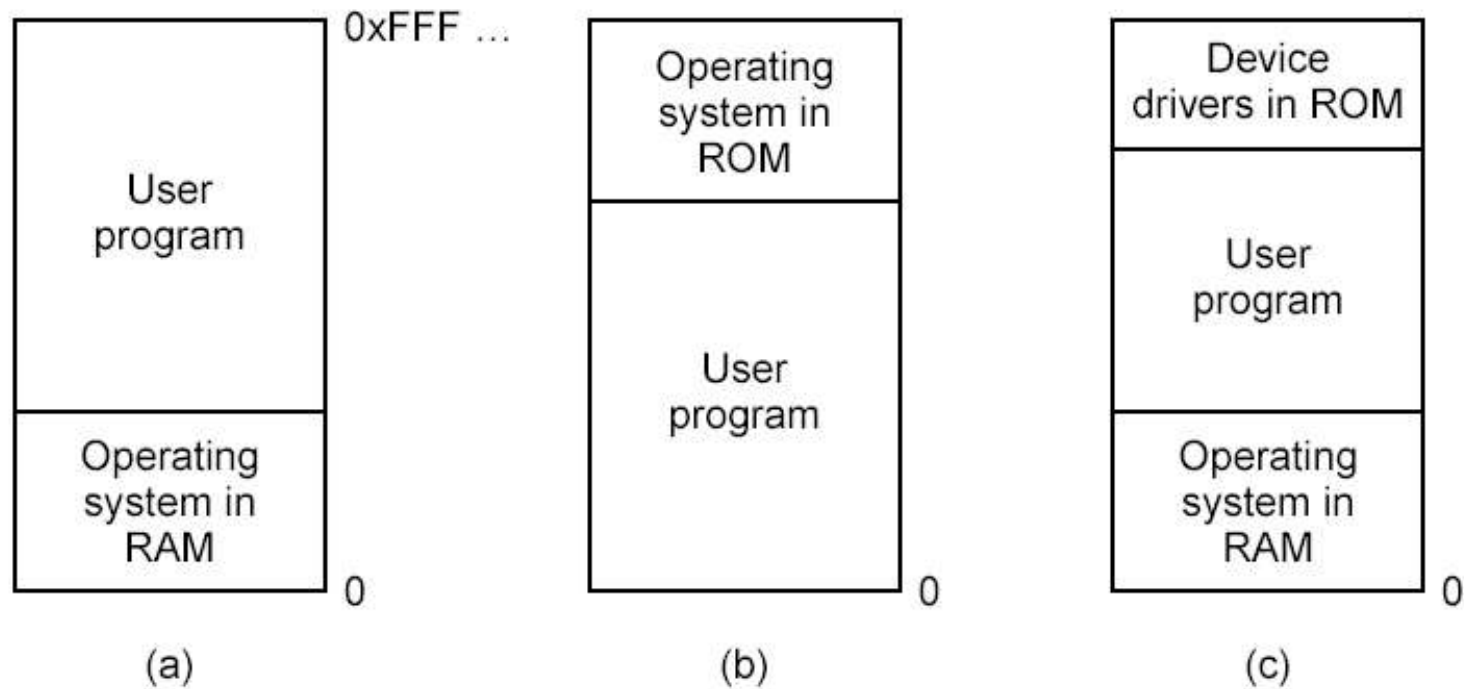 0xFFF ...
User
program
Operating
system in
RAM
0
(a)
Operating
system in
ROM
User
program
0
(b)
Device
drivers in ROM
User
program
Operating
system in
RAM
0
(c)